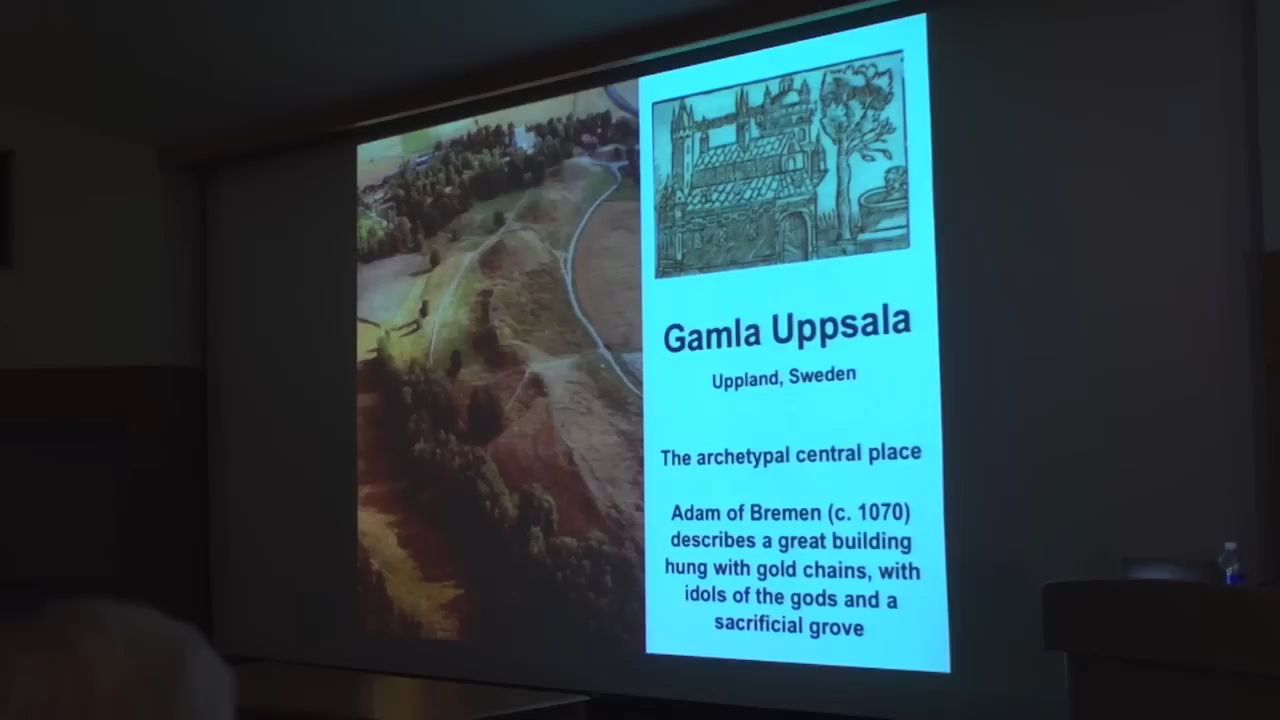 Gamla Uppsala
Uppland, Sweden
The archetypal central place
Adam of Bremen (c. 1070)
describes a great building
hung with gold chains, with
idols of the gods and a
sacrificial grove